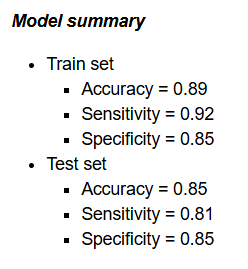 Model summary
• Train set
▪ Accuracy = 0.89
▪ Sensitivity = 0.92
▪ Specificity = 0.85
• Test set
▪ Accuracy = 0.85
▪ Sensitivity = 0.81
▪ Specificity = 0.85